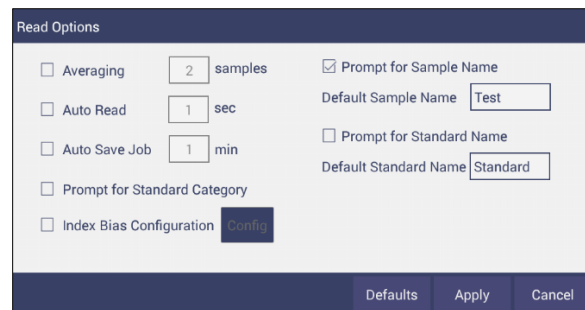 Read Options
Averaging 2 samples
Auto Read 1 sec
Auto Save Job 1 min
Prompt for Standard Category
Index Bias Configuration Config
Prompt for Sample Name
Default Sample Name Test
Prompt for Standard Name
Default Standard Name Standard
Defaults Apply Cancel